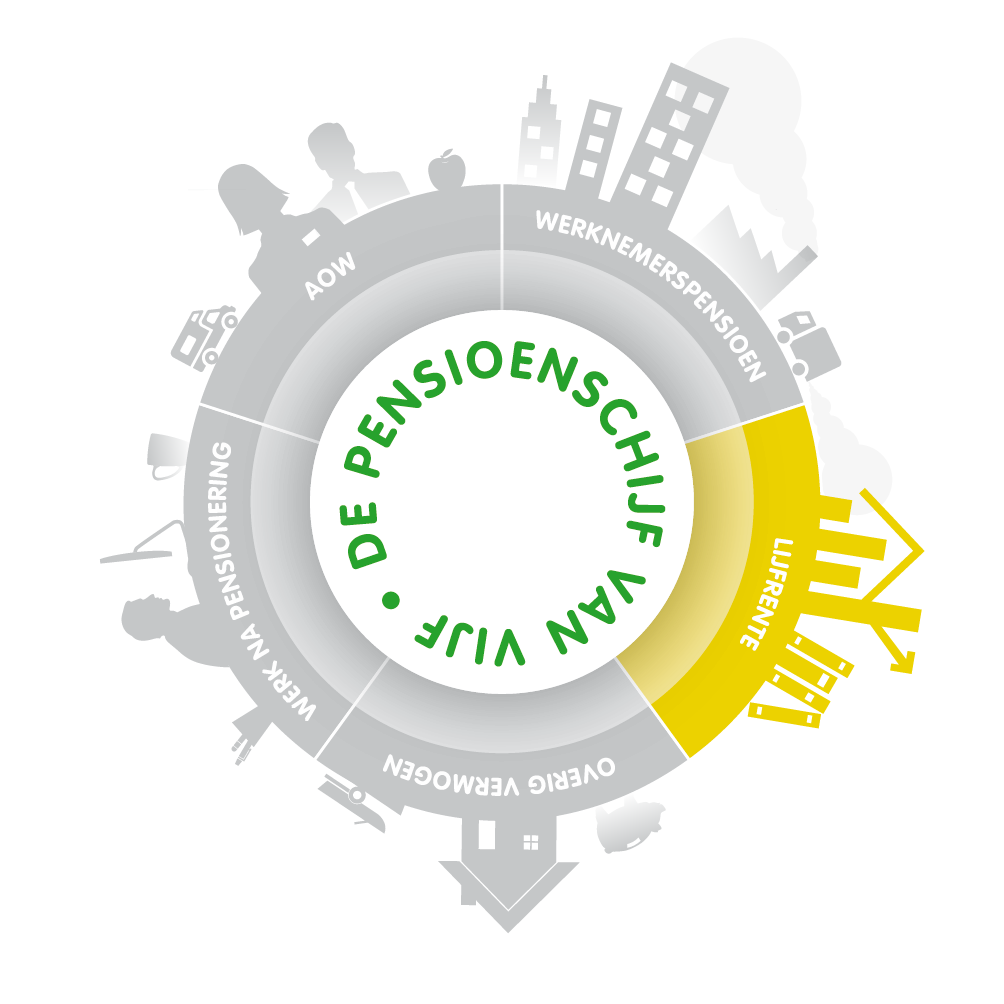 DE PENSIOENSCHIJF VAN VIJF •
AOW
WERKNEMERSPENSIOEN
LIJFRENTE
OVERIG VERMOGEN
WERK NA PENSIONERING